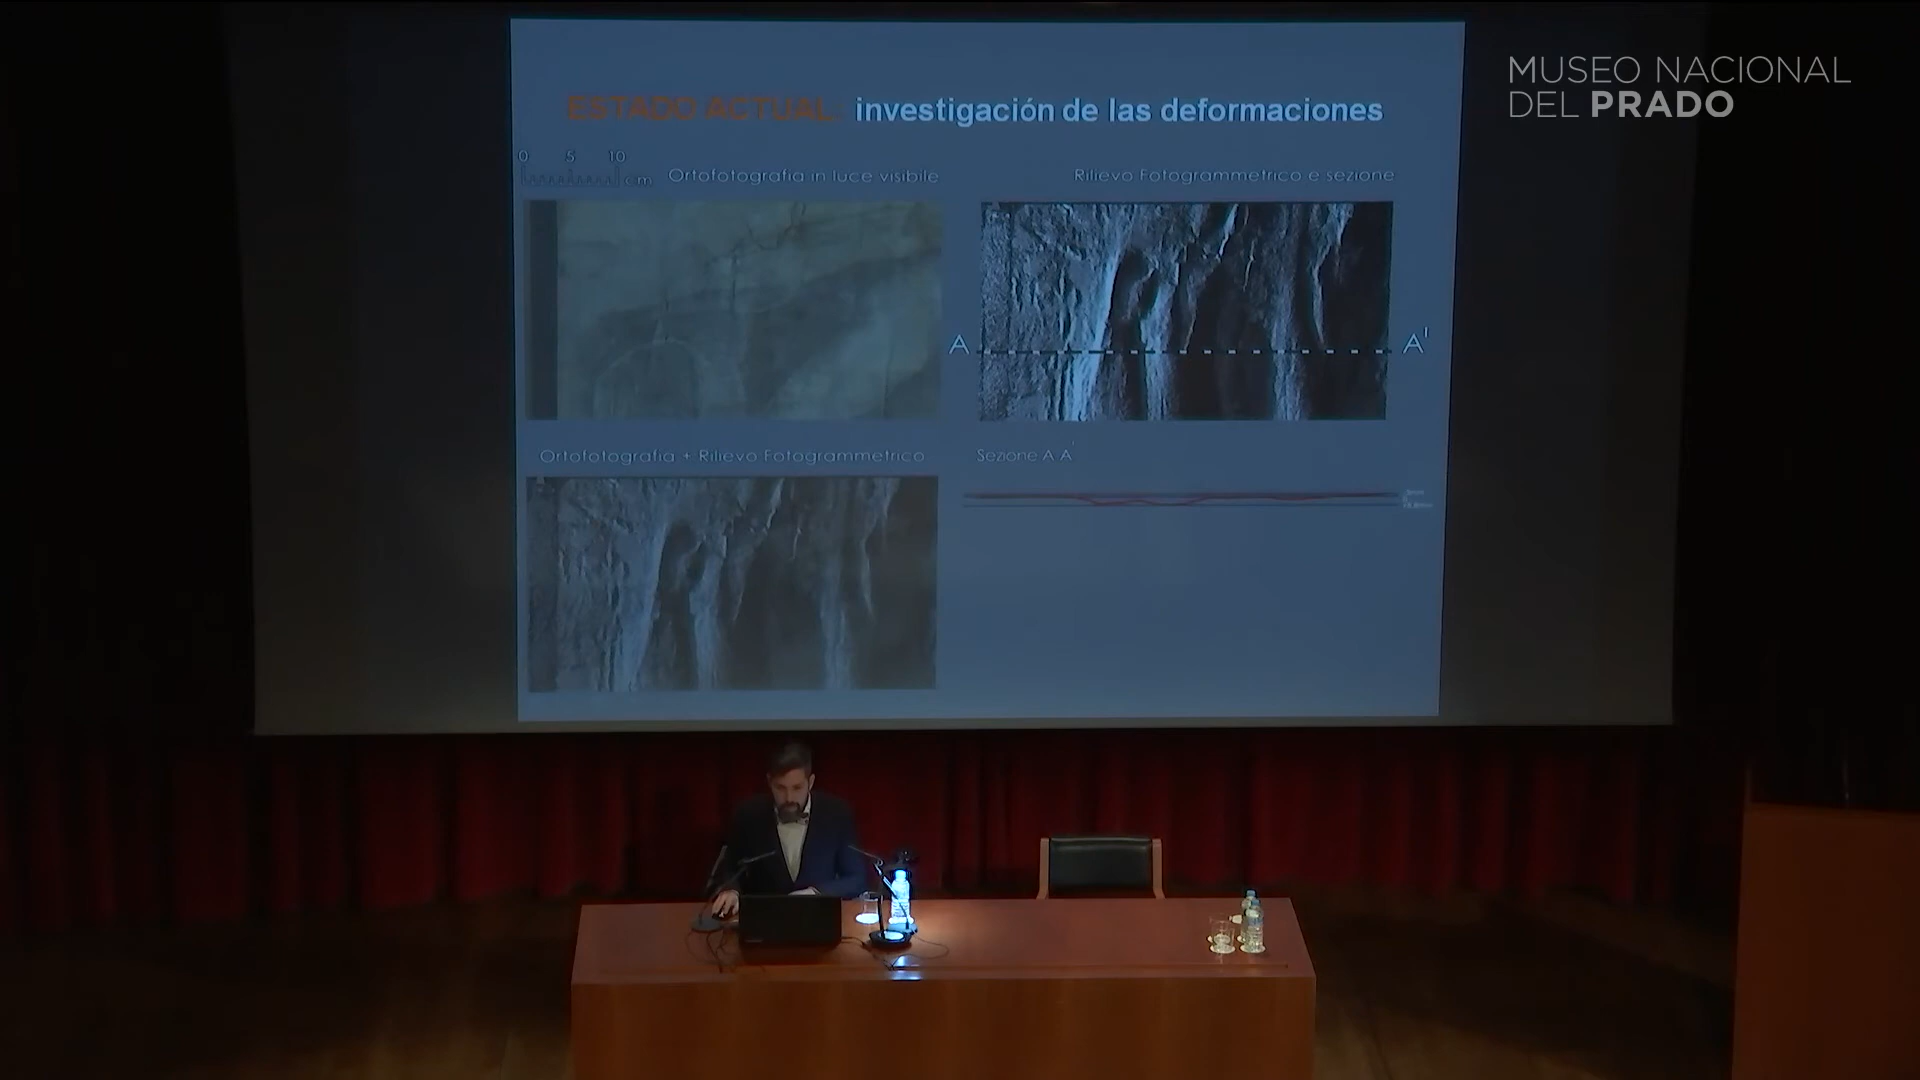 MUSEO NACIONAL
DEL PRADO
ESTADO ACTUAL: investigación de las deformaciones
0 5 10
cm
Ortofotografia in luce visibile
Rilievo Fotogrammetrico e sezione
A A'
Ortofotografia + Rilievo Fotogrammetrico
Sezione A A'